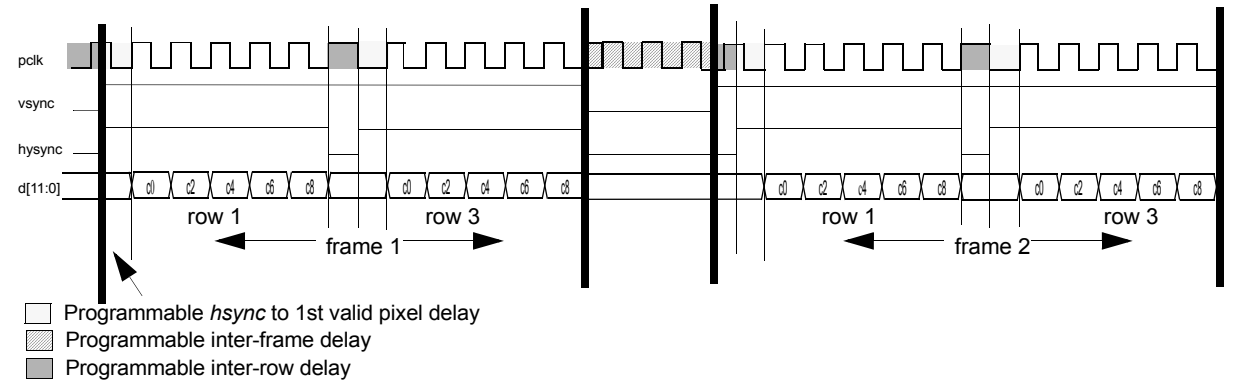 pclk
vsync
hysync
d[11:0] c0 c2 c4 c6 c8 c0 c2 c4 c6 c8 c0 c2 c4 c6 c8 c0 c2 c4 c6 c8
row 1 row 3 row 1 row 3
frame 1 frame 2
Programmable hsync to 1st valid pixel delay
Programmable inter-frame delay
Programmable inter-row delay